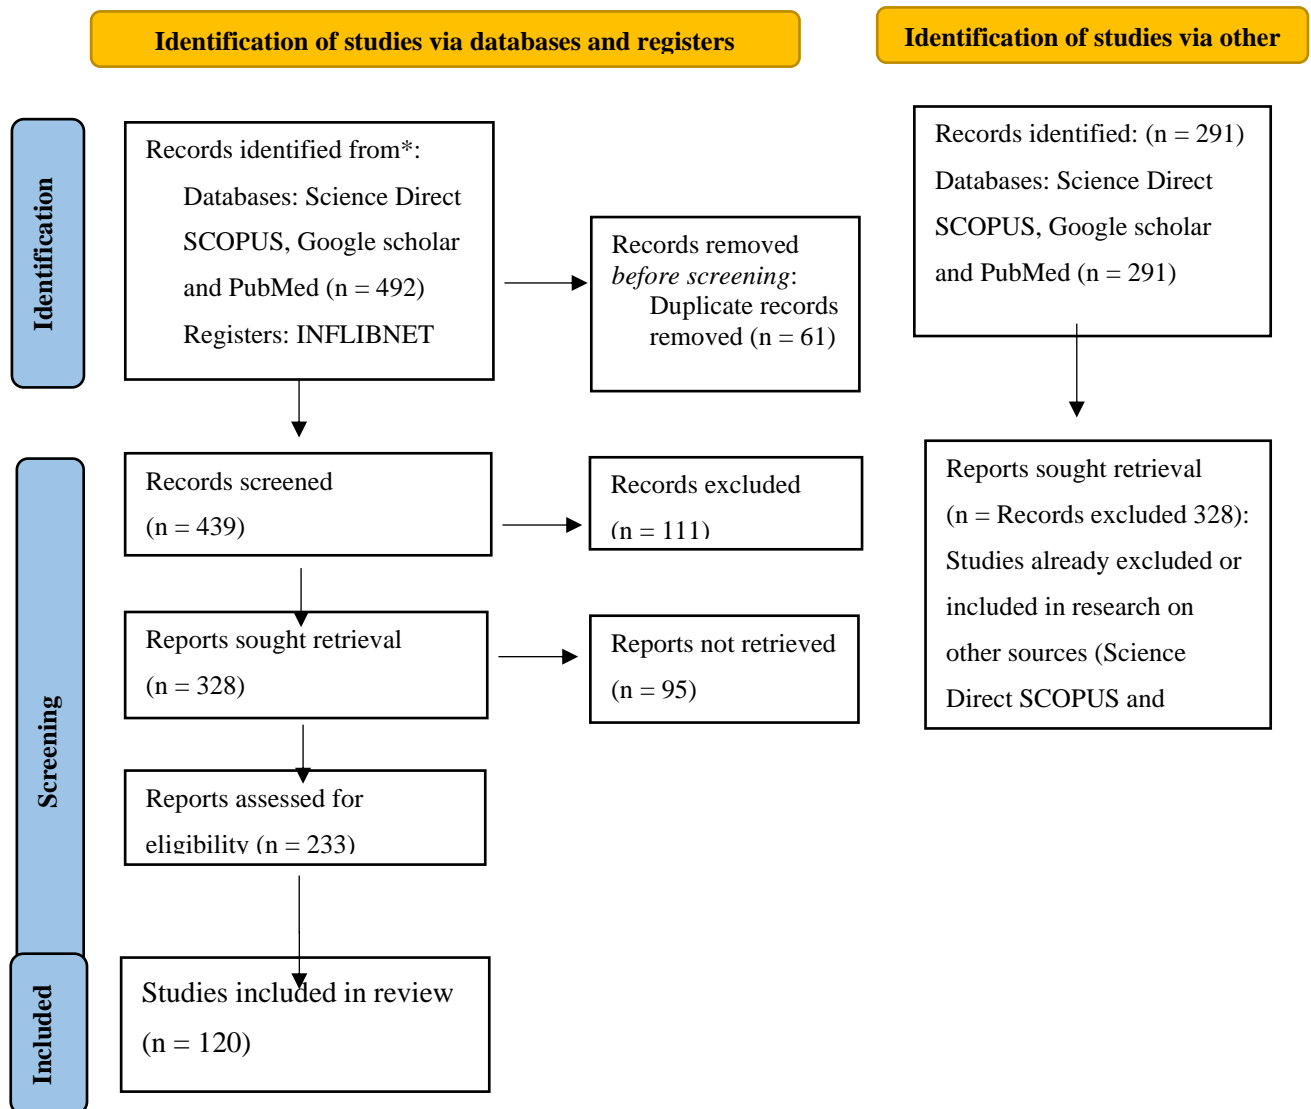 Identification of studies via databases and registers
Identification of studies via other
Identification
Records identified from*:
Databases: Science Direct
SCOPUS, Google scholar
and PubMed (n = 492)
Registers: INFLIBNET
Records removed
before screening:
Duplicate records
removed (n = 61)
Records identified: (n = 291)
Databases: Science Direct
SCOPUS, Google scholar
and PubMed (n = 291)
Screening
Records screened
(n = 439)
Records excluded
(n = 111)
Reports sought retrieval
(n = Records excluded 328):
Studies already excluded or
included in research on
other sources (Science
Direct SCOPUS and
Reports sought retrieval
(n = 328)
Reports not retrieved
(n = 95)
Reports assessed for
eligibility (n = 233)
Included
Studies included in review
(n = 120)